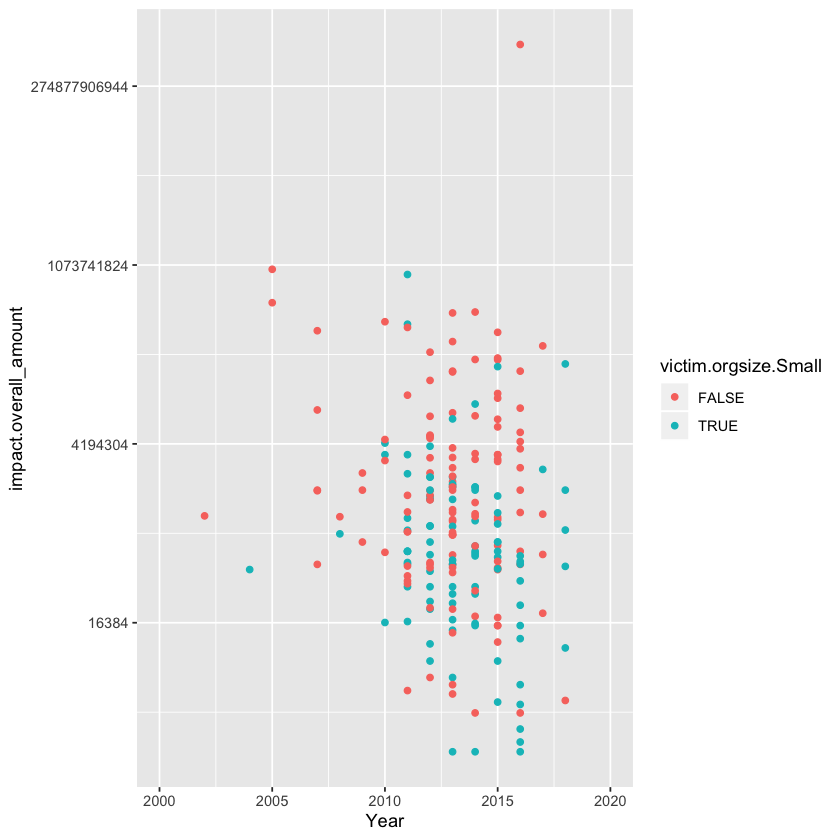 274877906944
1073741824
4194304
16384
impact.overall_amount
2000 2005 2010 2015 2020
Year
victim.orgsize.Small
FALSE
TRUE